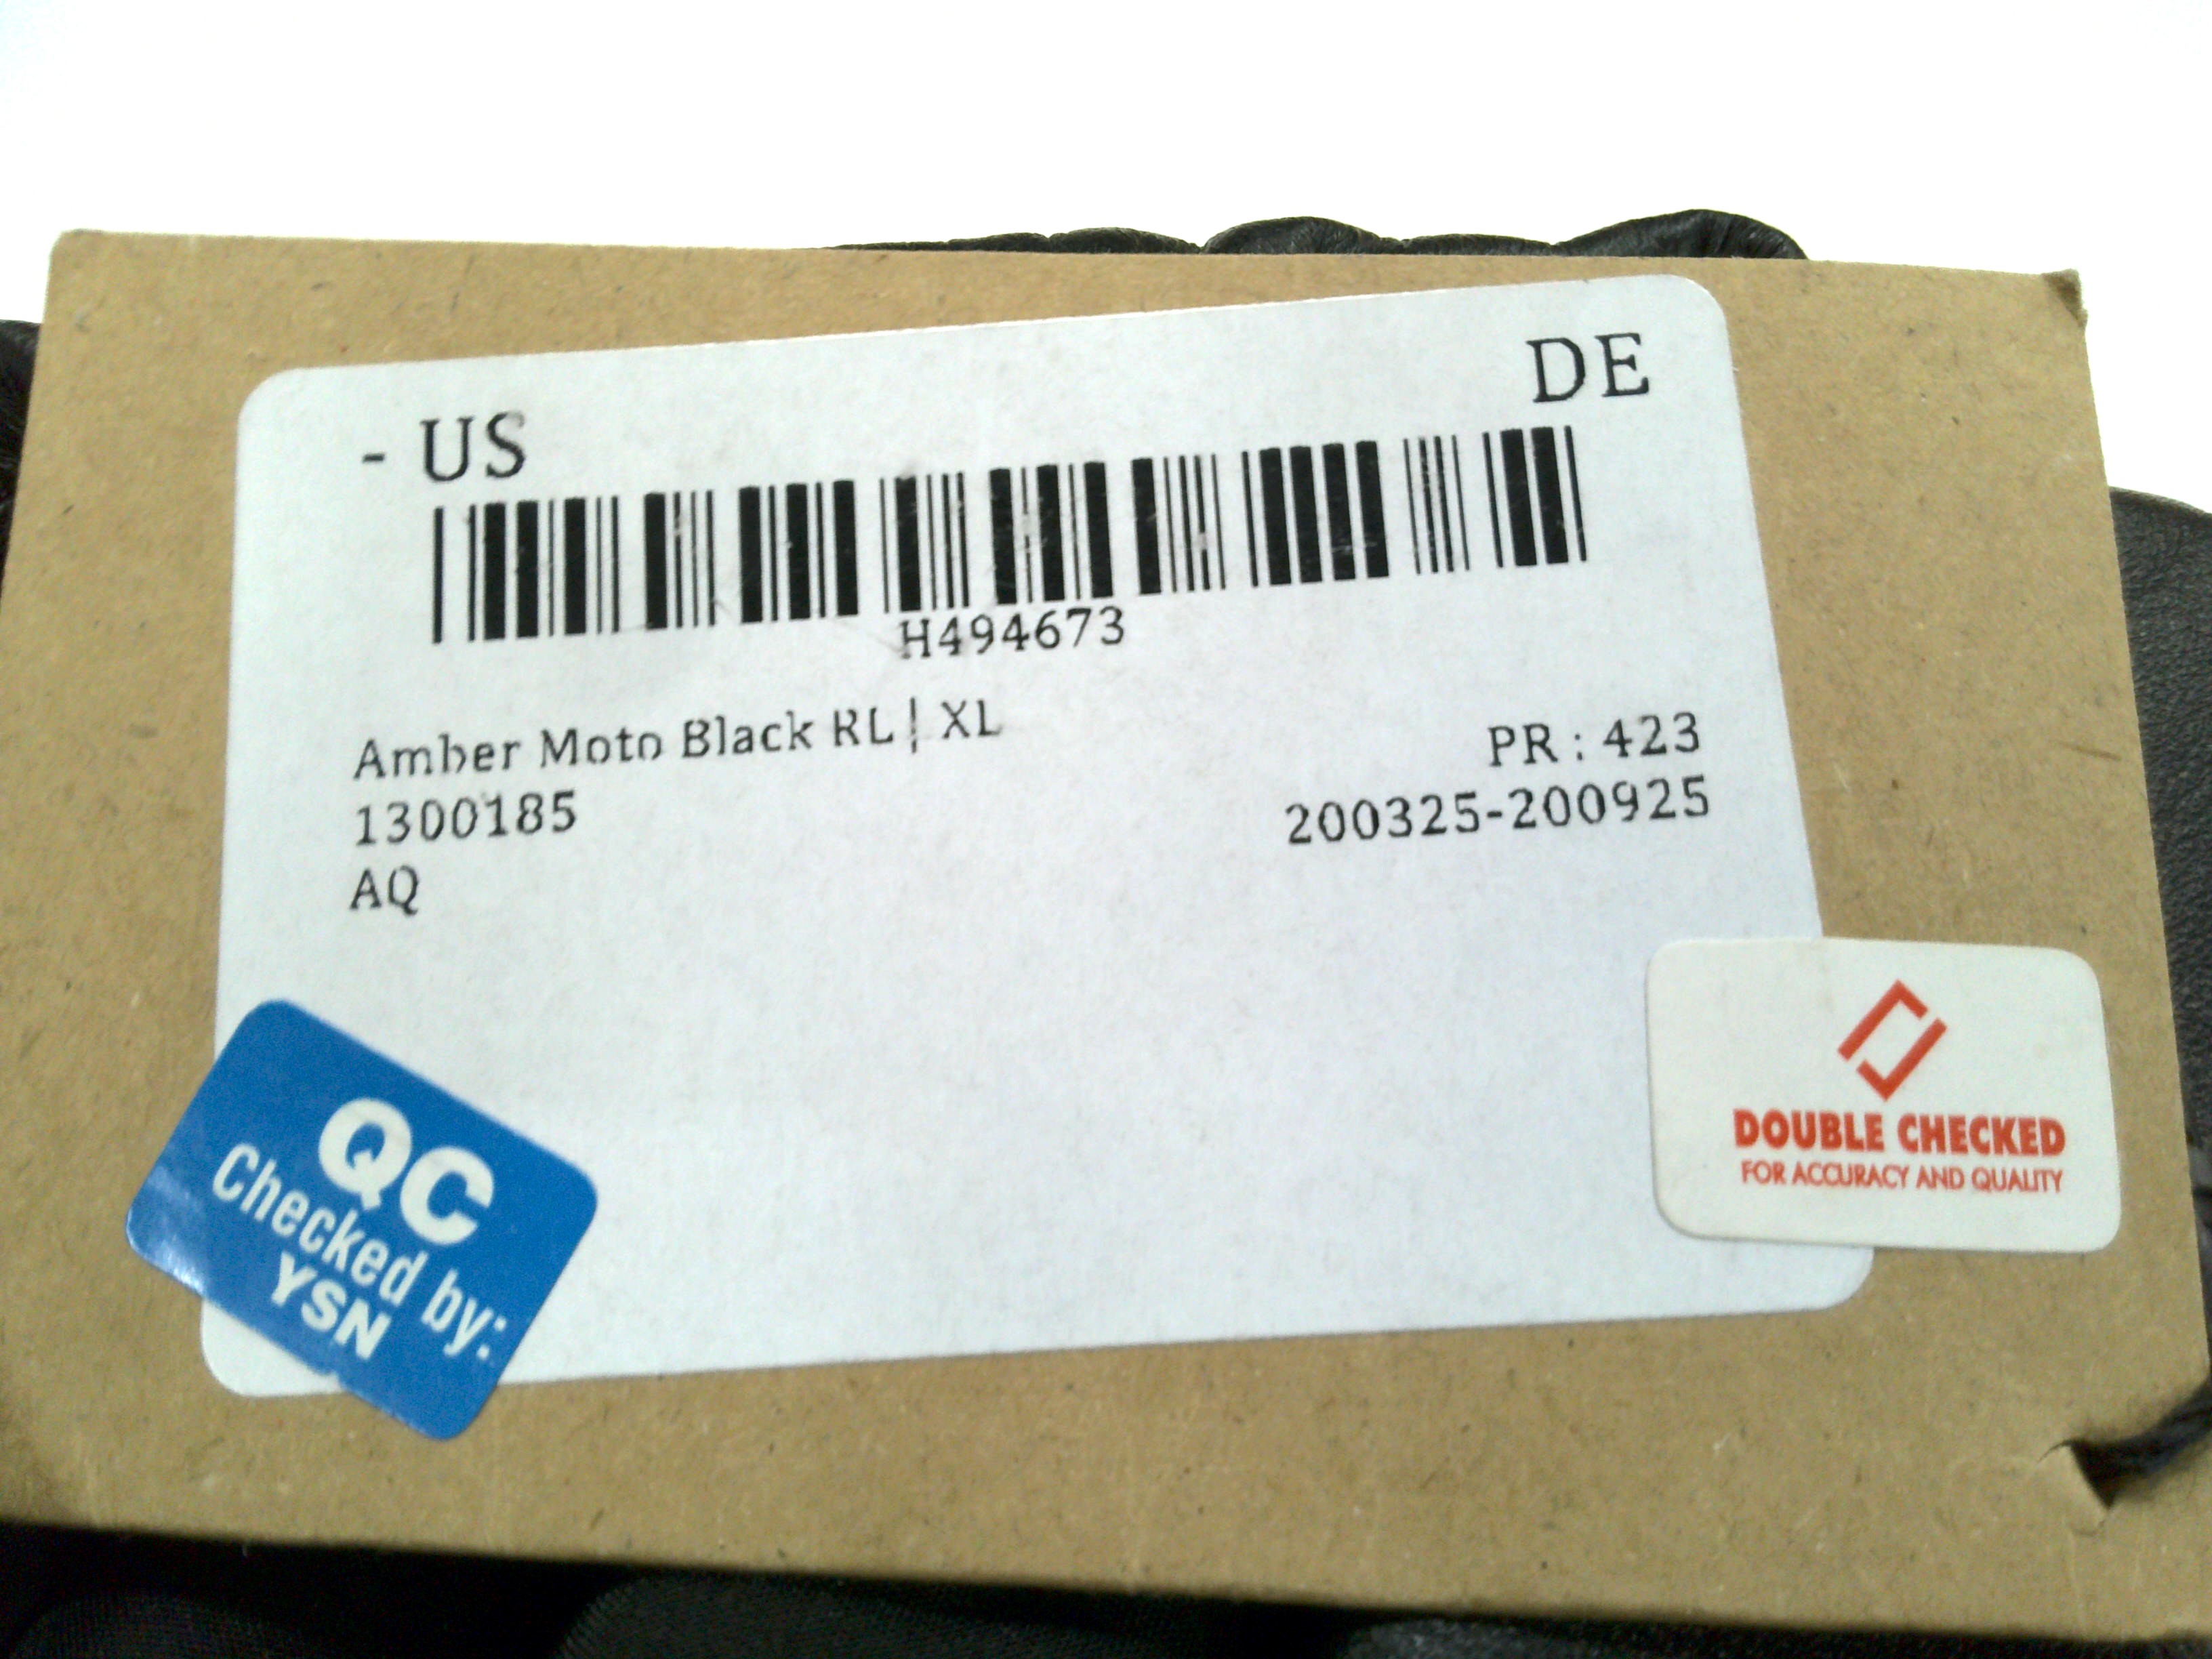 - US DE
H494673
Amber Moto Black RL| XL
1300185
AQ
PR : 423
200325-200925
QC
Checked by:
YSN
DOUBLE CHECKED
FOR ACCURACY AND QUALITY